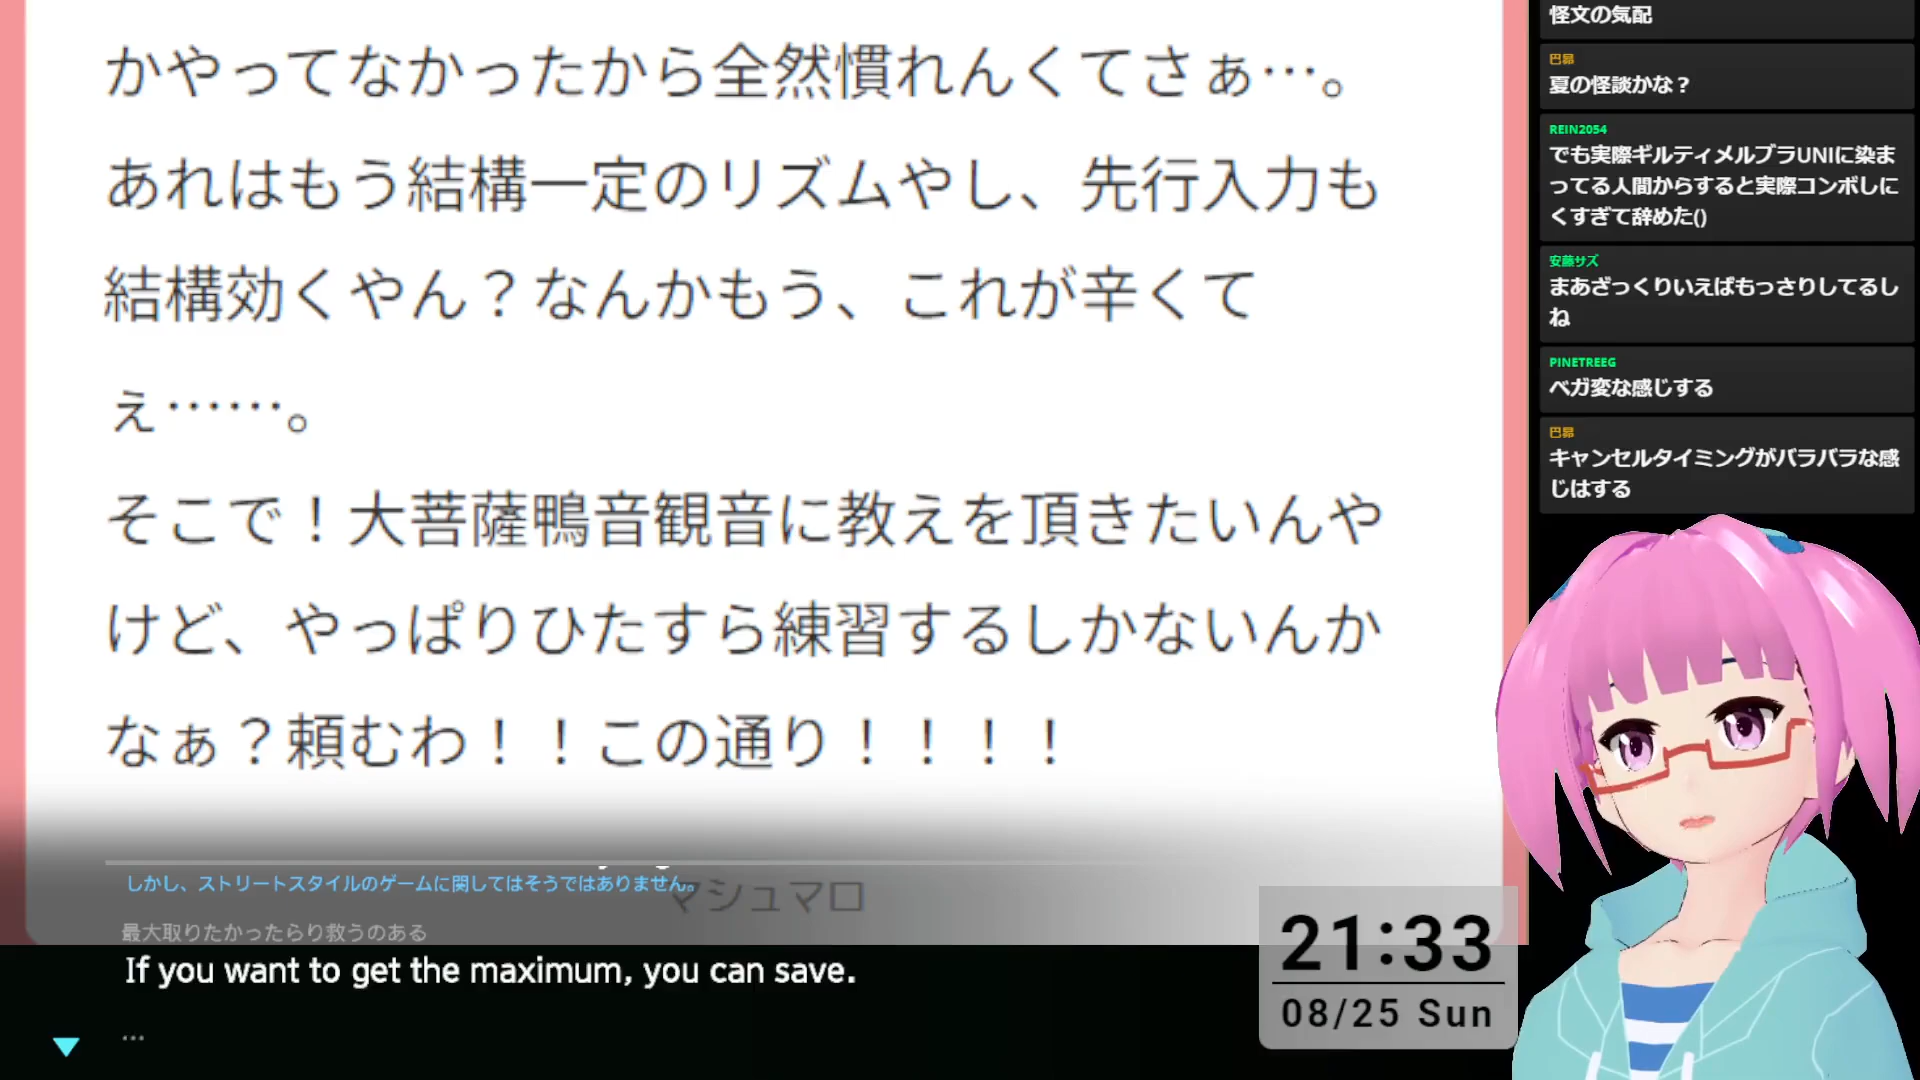 かやってなかったから全然慣れんくてさぁ…。
あれはもう結構一定のリズムやし、先行入力も
結構効くやん？なんかもう、これが辛くて
ぇ……。
そこで！大菩薩鴨音観音に教えを頂きたいんや
けど、やっぱりひたすら練習するしかないんか
なぁ？頼むわ！！この通り！！！！
マシュマロ
しかし、ストリートスタイルのゲームに関してはそうではありません。
最大取りたかったらり救うのある
If you want to get the maximum, you can save.
...
21:33
08/25 Sun
怪文の気配
巴昴
夏の怪談かな？
REIN2054
でも実際ギルティメルブラUNIに染ま
ってる人間からすると実際コンボしに
くすぎて辞めた()
安藤サズ
まあざっくりいえばもっさりしてるし
ね
PINETREEG
ベガ変な感じする
巴昴
キャンセルタイミングがバラバラな感
じはする